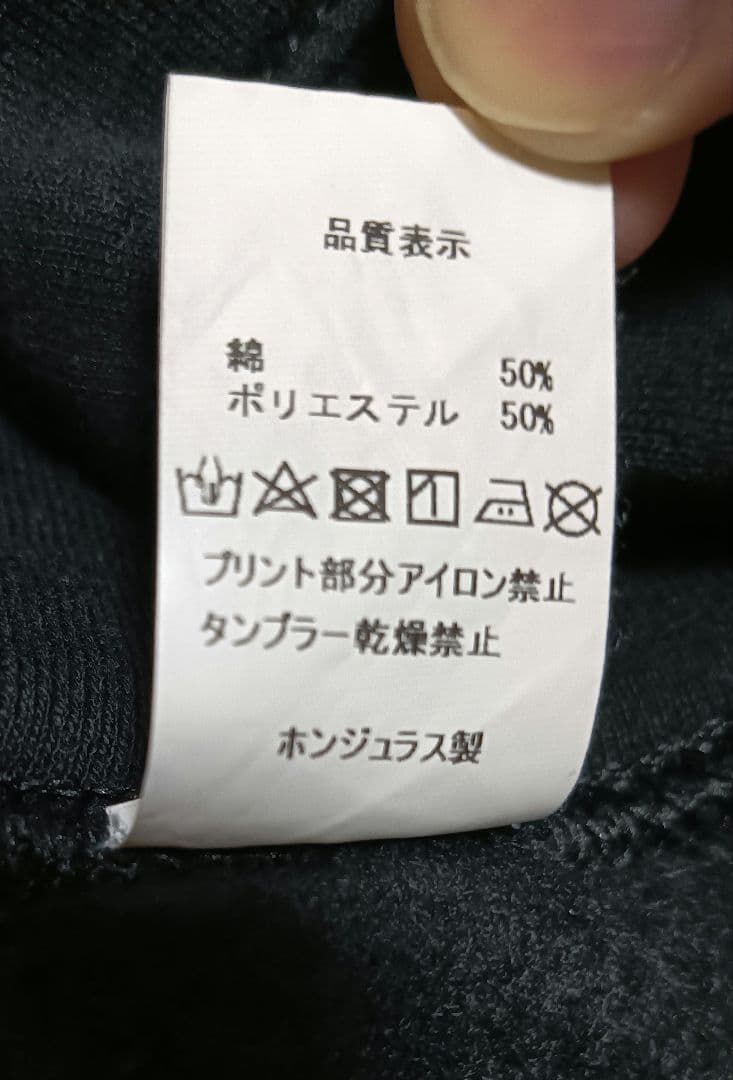 品質表示
綿 50%
ポリエステル 50%
プリント部分アイロン禁止
タンブラー乾燥禁止
ホンジュラス製